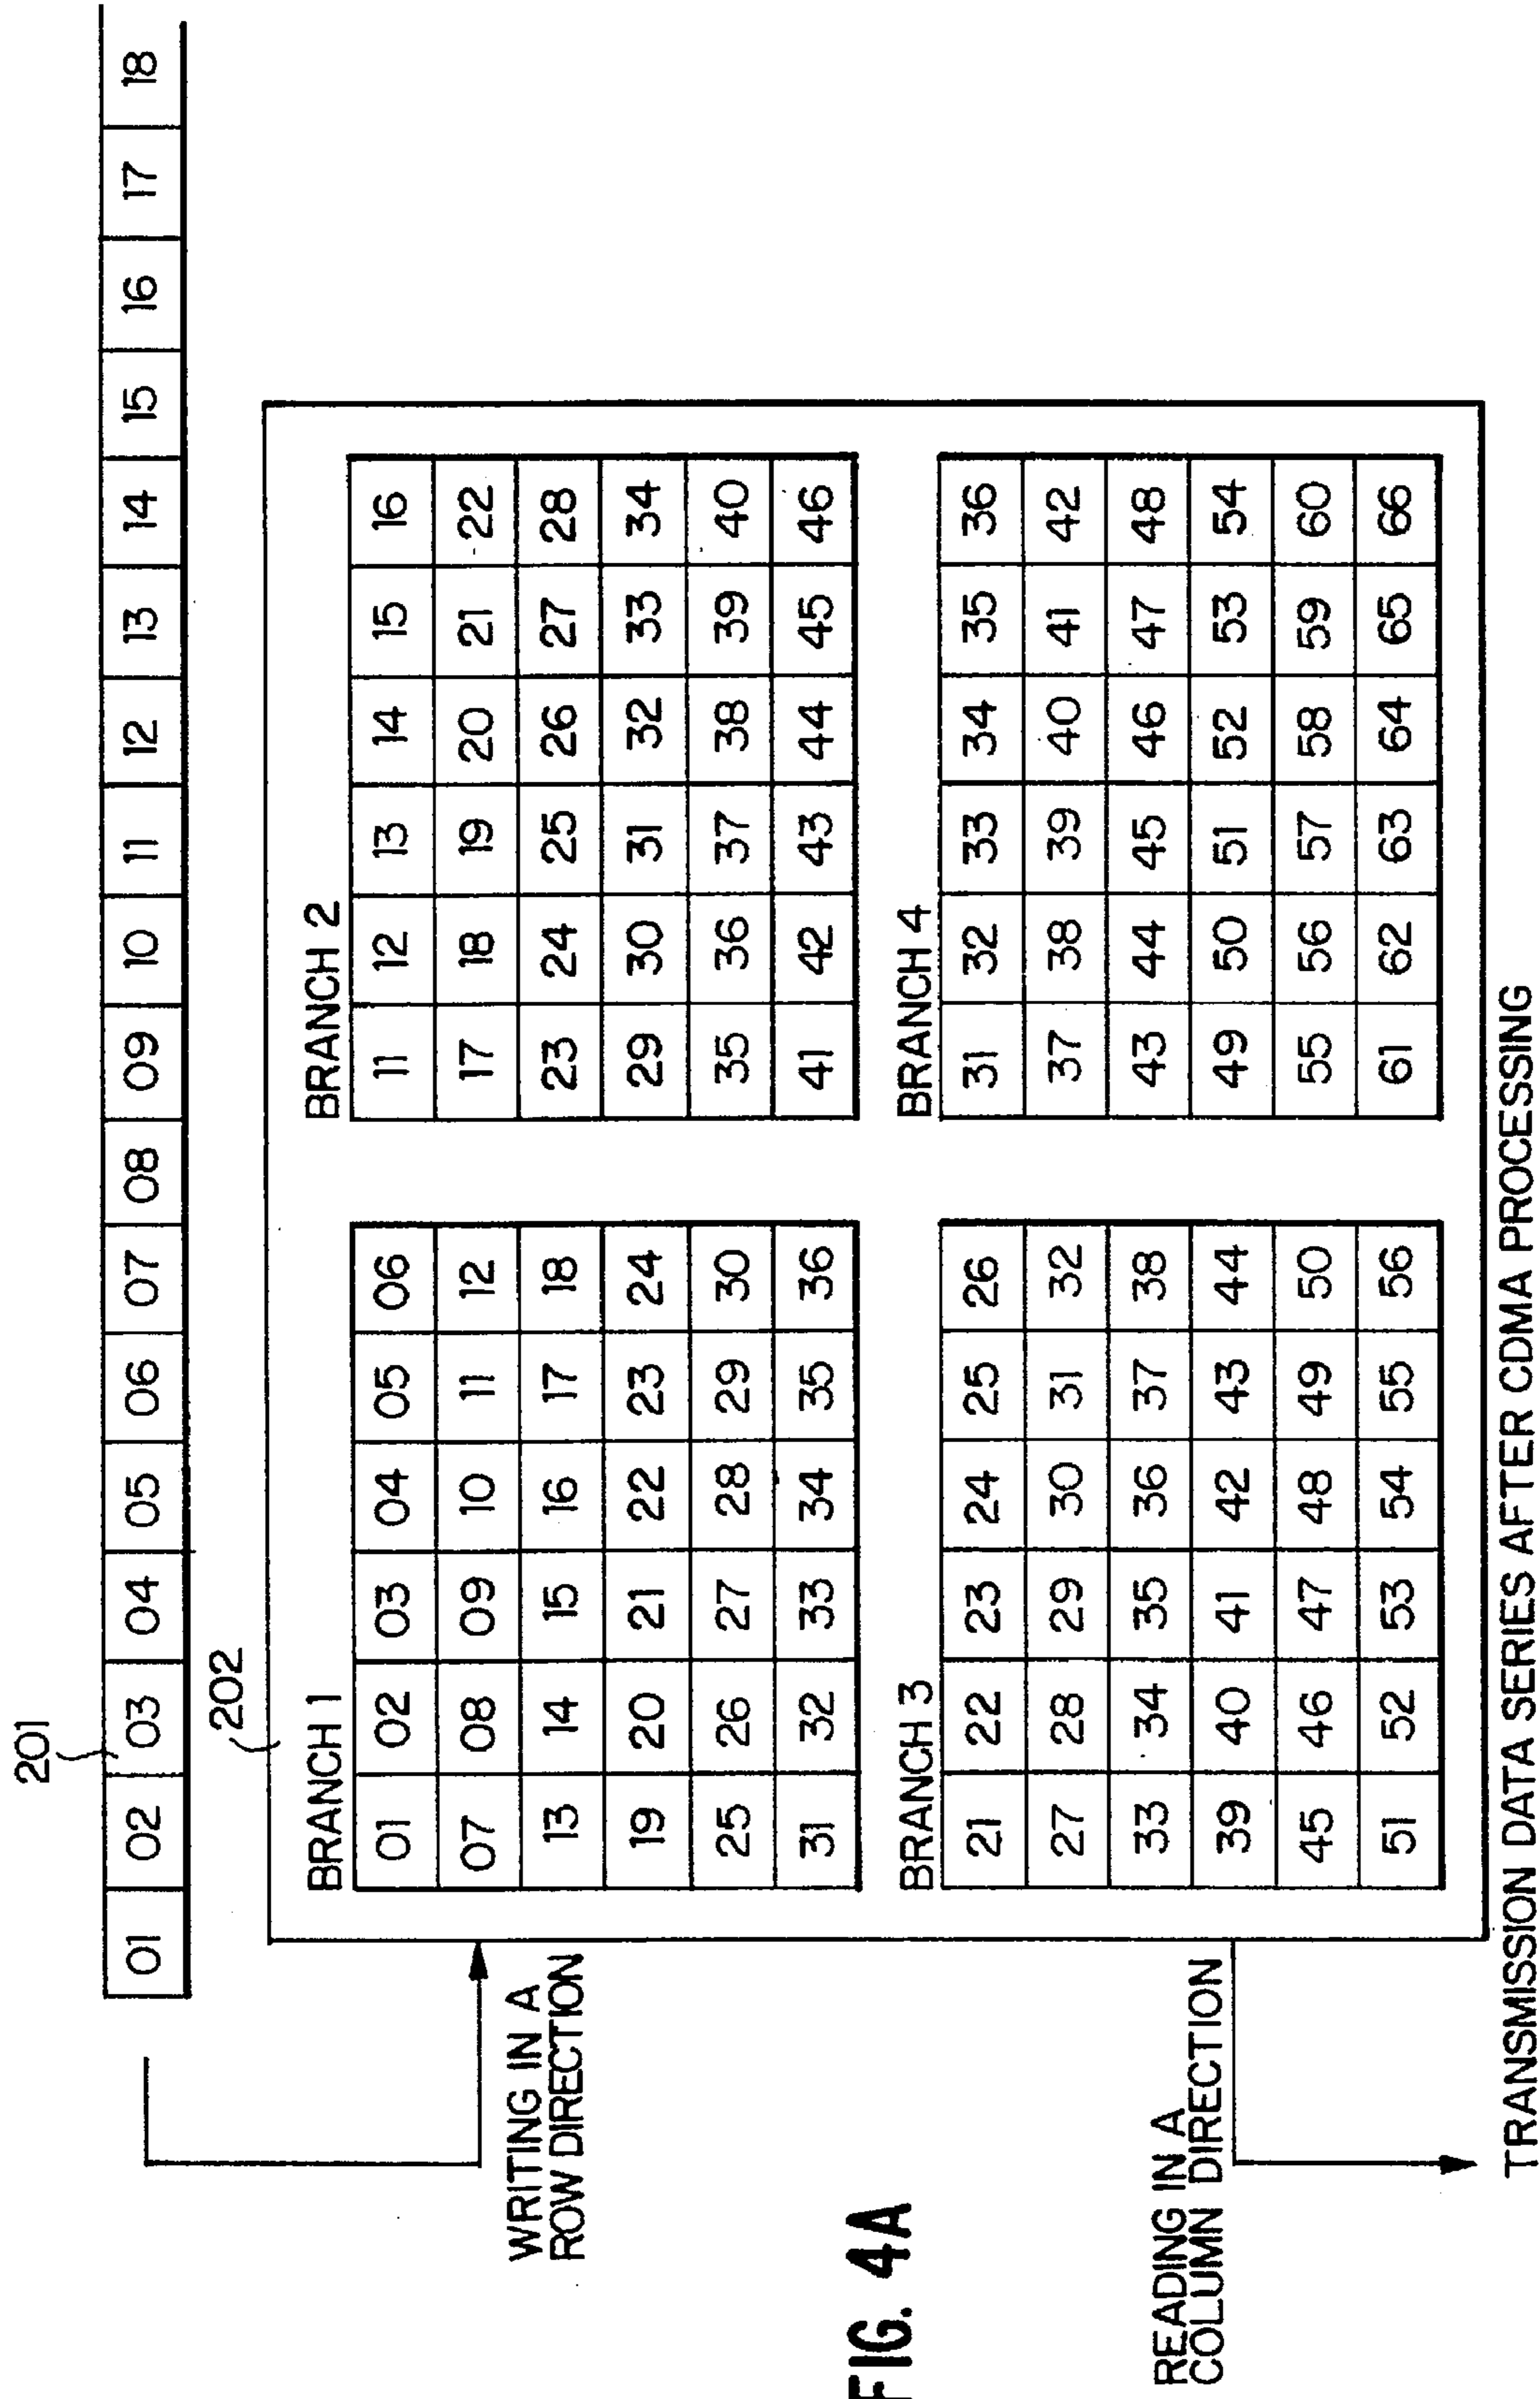 201
01 02 03 04 05 06 07 08 09 10 11 12 13 14 15 16 17 18
202
WRITING IN A
ROW DIRECTION
BRANCH 1
01 02 03 04 05 06
07 08 09 10 11 12
13 14 15 16 17 18
19 20 21 22 23 24
25 26 27 28 29 30
31 32 33 34 35 36
BRANCH 2
11 12 13 14 15 16
17 18 19 20 21 22
23 24 25 26 27 28
29 30 31 32 33 34
35 36 37 38 39 40
41 42 43 44 45 46
FIG. 4A
BRANCH 3
21 22 23 24 25 26
27 28 29 30 31 32
33 34 35 36 37 38
39 40 41 42 43 44
45 46 47 48 49 50
51 52 53 54 55 56
BRANCH 4
31 32 33 34 35 36
37 38 39 40 41 42
43 44 45 46 47 48
49 50 51 52 53 54
55 56 57 58 59 60
61 62 63 64 65 66
READING IN A
COLUMN DIRECTION
TRANSMISSION DATA SERIES AFTER CDMA PROCESSING